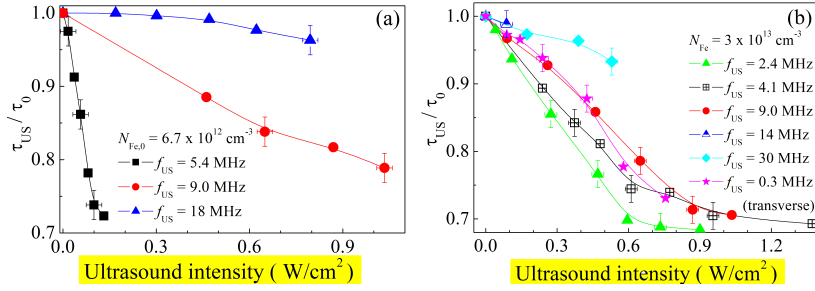 (a)
τUS / τ0
1.0
0.9
0.8
0.7
NFe,0 = 6.7 x 10^12 cm^-3
fUS = 5.4 MHz
fUS = 9.0 MHz
fUS = 18 MHz
0.0 0.3 0.6 0.9
Ultrasound intensity ( W/cm^2)
(b)
τUS / τ0
1.0
0.9
0.8
0.7
NFe = 3 x 10^13 cm^-3
fUS = 2.4 MHz
fUS = 4.1 MHz
fUS = 9.0 MHz
fUS = 14 MHz
fUS = 30 MHz
fUS = 0.3 MHz
(transverse)
0.0 0.3 0.6 0.9 1.2
Ultrasound intensity ( W/cm^2)